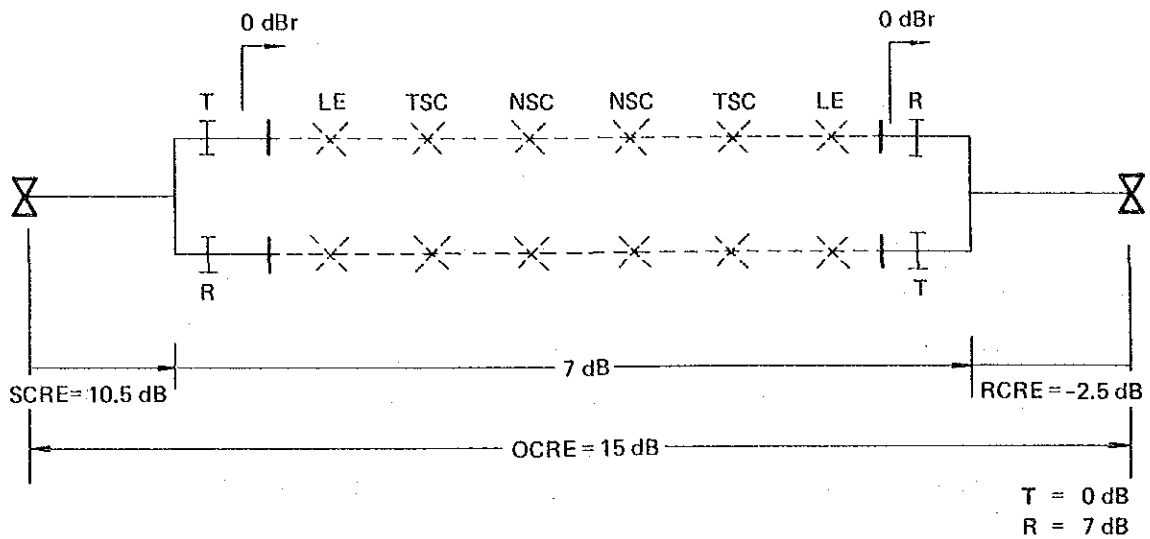 0 dBr 0 dBr
T LE TSC NSC NSC TSC LE R
R T
7 dB
SCRE=10.5 dB RCRE=-2.5 dB
OCRE = 15 dB
T = 0 dB
R = 7 dB